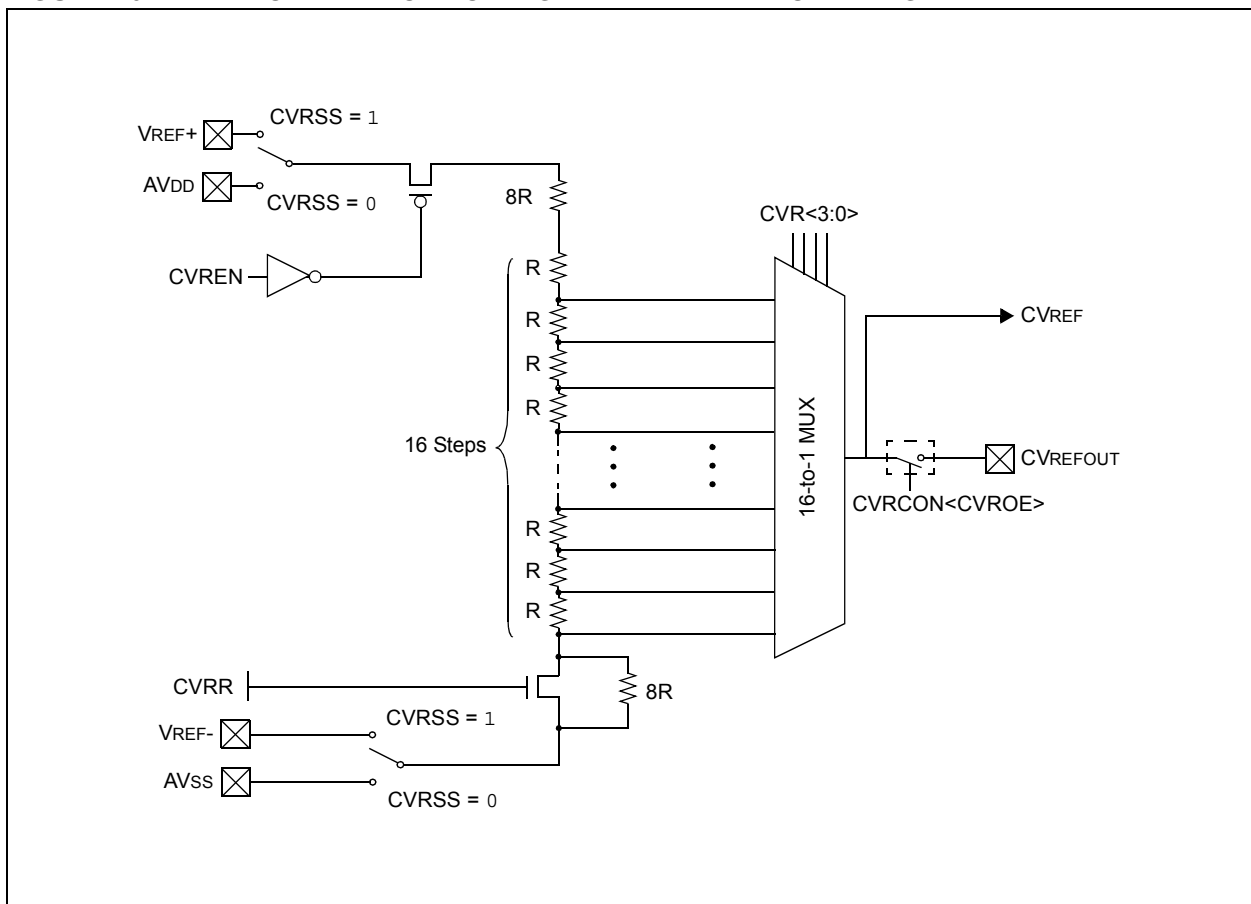 CVRSS = 1
VREF+
AVDD
8R
CVRSS = 0
CVR<3:0>
CVREN
R
R
R
R
16 Steps
R
R
R
16-to-1 MUX
CVREF
CVREFOUT
CVRCON<CVROE>
CVRR
8R
CVRSS = 1
VREF-
AVSS
CVRSS = 0